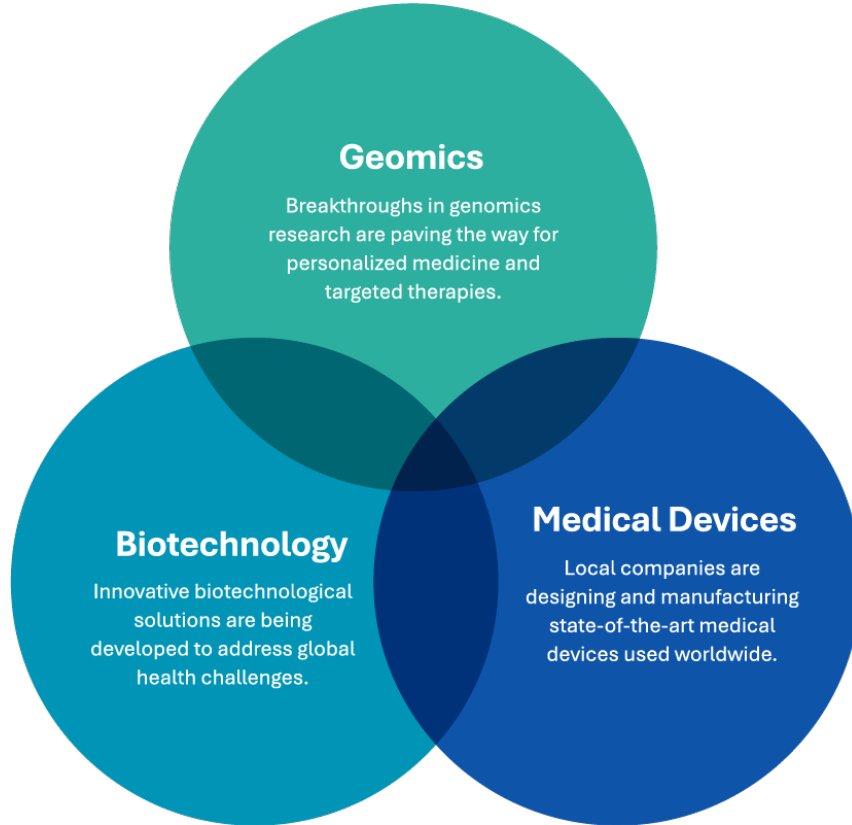 Geomics
Breakthroughs in genomics
research are paving the way for
personalized medicine and
targeted therapies.
Biotechnology
Innovative biotechnological
solutions are being
developed to address global
health challenges.
Medical Devices
Local companies are
designing and manufacturing
state-of-the-art medical
devices used worldwide.